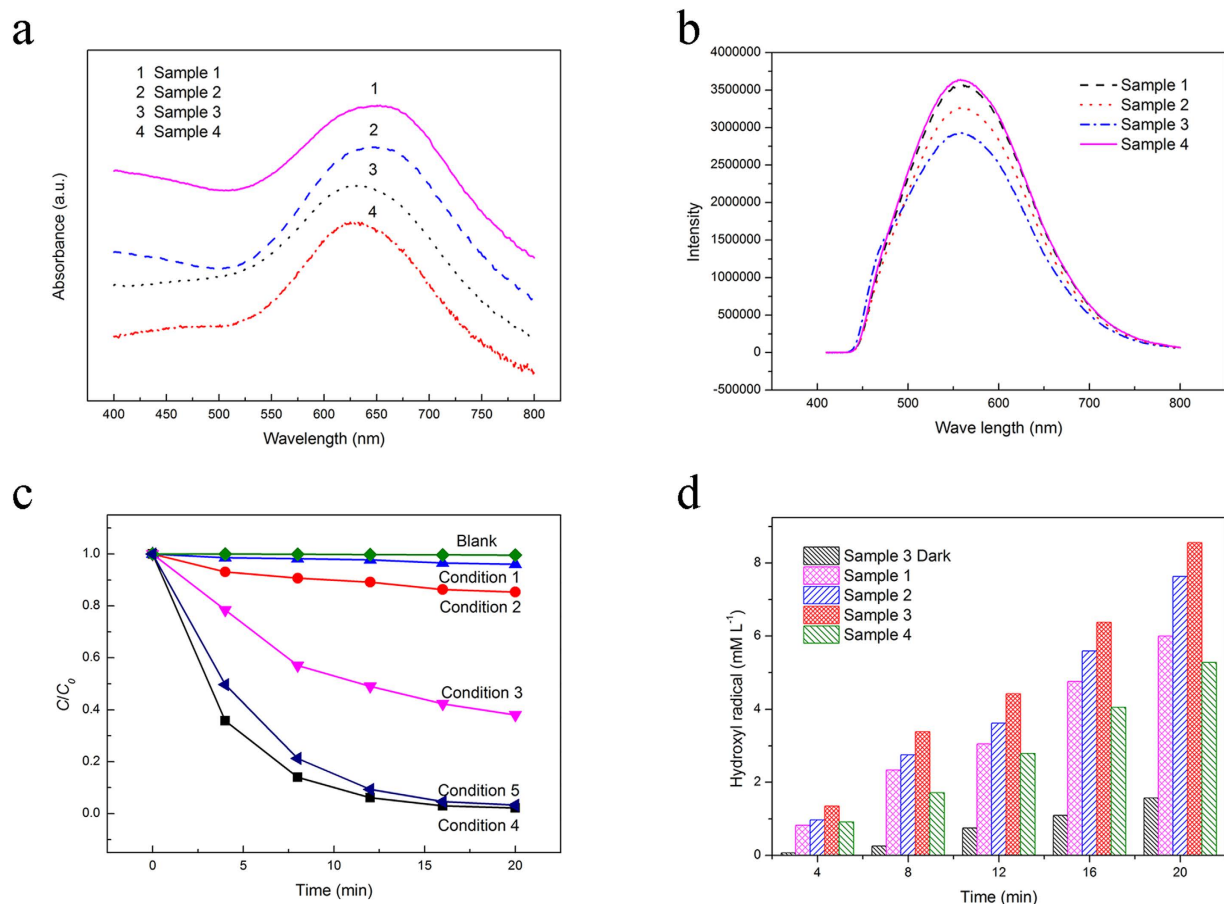 a
1 Sample 1
2 Sample 2
3 Sample 3
4 Sample 4
1
2
3
4
Absorbance (a.u.)
400 450 500 550 600 650 700 750 800
Wavelength (nm)
b
4000000
3500000
3000000
2500000
2000000
1500000
1000000
500000
0
-500000
Intensity
Sample 1
Sample 2
Sample 3
Sample 4
400 500 600 700 800
Wave length (nm)
c
1.0
0.8
0.6
0.4
0.2
0.0
C/C0
Blank
Condition 1
Condition 2
Condition 3
Condition 5
Condition 4
0 5 10 15 20
Time (min)
d
8
6
4
2
0
Hydroxyl radical (mM L-1)
Sample 3 Dark
Sample 1
Sample 2
Sample 3
Sample 4
4 8 12 16 20
Time (min)